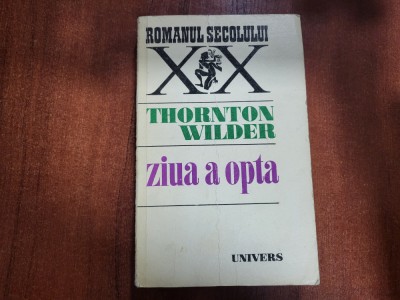 ROMANUL SECOLULUI
XX
THORNTON
WILDER
ziua a opta
UNIVERS